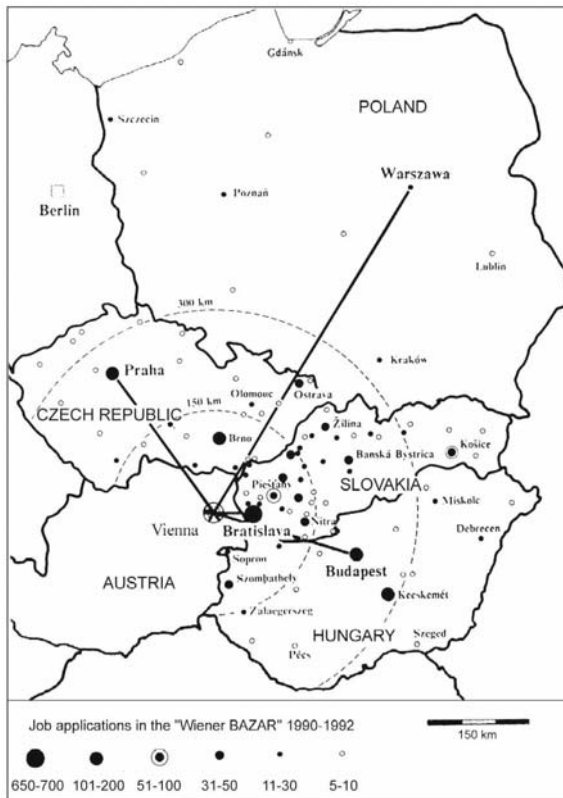 Gdańsk
POLAND
Szczecin
Warszawa
Poznań
Berlin
Lublin
300 km
Kraków
Praha
150 km
Olomouc
Ostrava
CZECH REPUBLIC
Žilina
Brno
Košice
Banská Bystrica
Piešťany
SLOVAKIA
Miskolc
Vienna
Bratislava
Nitra
Debrecen
Sopron
Budapest
AUSTRIA
Szombathely
Kecskemét
Zalaegerszeg
HUNGARY
Szeged
Pécs
Job applications in the "Wiener BAZAR" 1990-1992
150 km
650-700 101-200 51-100 31-50 11-30 5-10